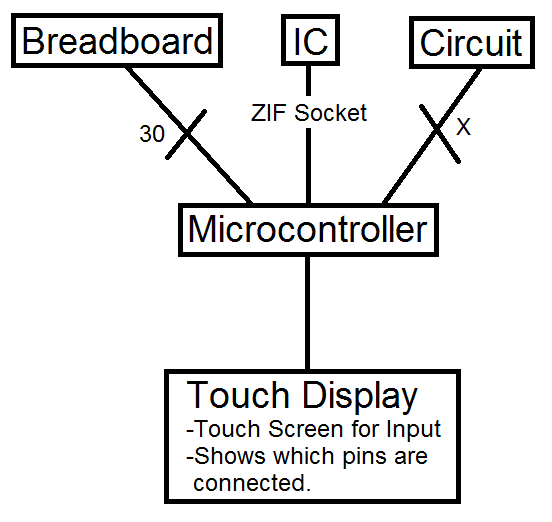 Breadboard
IC
Circuit
ZIF Socket
30
X
Microcontroller
Touch Display
-Touch Screen for Input
-Shows which pins are
connected.